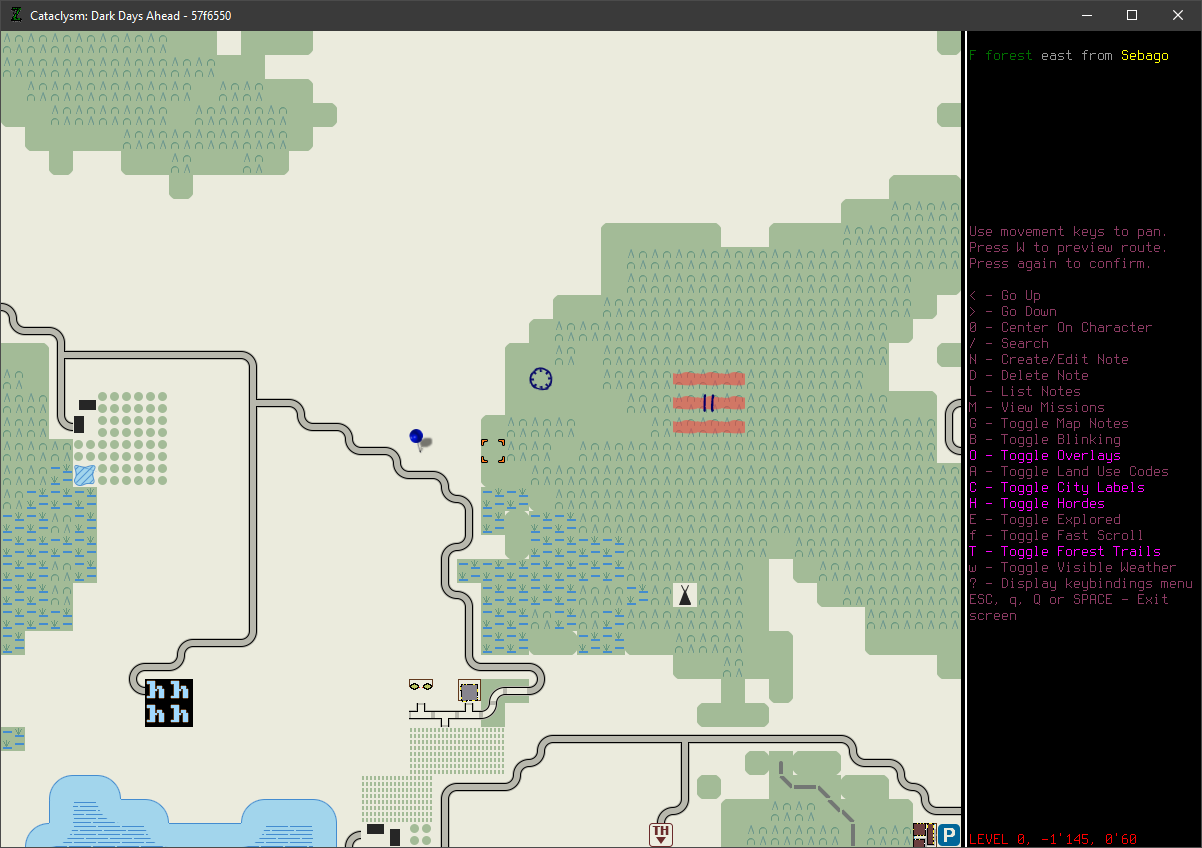 Cataclysm: Dark Days Ahead - 57f6550
F forest east from Sebago
Use movement keys to pan.
Press W to preview route.
Press again to confirm.
< - Go Up
> - Go Down
0 - Center On Character
/ - Search
N - Create/Edit Note
D - Delete Note
L - List Notes
M - View Missions
G - Toggle Map Notes
B - Toggle Blinking
O - Toggle Overlays
A - Toggle Land Use Codes
C - Toggle City Labels
H - Toggle Hordes
E - Toggle Explored
f - Toggle Fast Scroll
T - Toggle Forest Trails
w - Toggle Visible Weather
? - Display keybindings menu
ESC, q, Q or SPACE - Exit
screen
h h
h h
TH
P
LEVEL 0, -1'145, 0'60